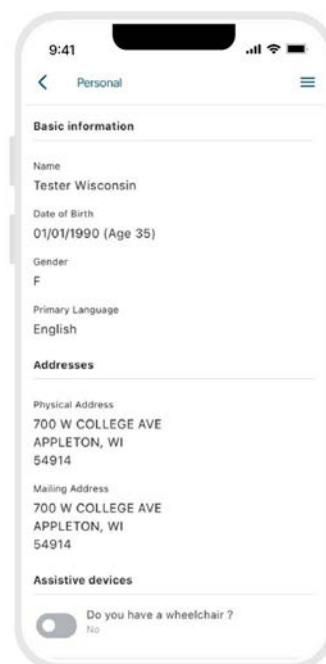 9:41
Personal
Basic information
Name
Tester Wisconsin
Date of Birth
01/01/1990 (Age 35)
Gender
F
Primary Language
English
Addresses
Physical Address
700 W COLLEGE AVE
APPLETON, WI
54914
Mailing Address
700 W COLLEGE AVE
APPLETON, WI
54914
Assistive devices
Do you have a wheelchair ?
No